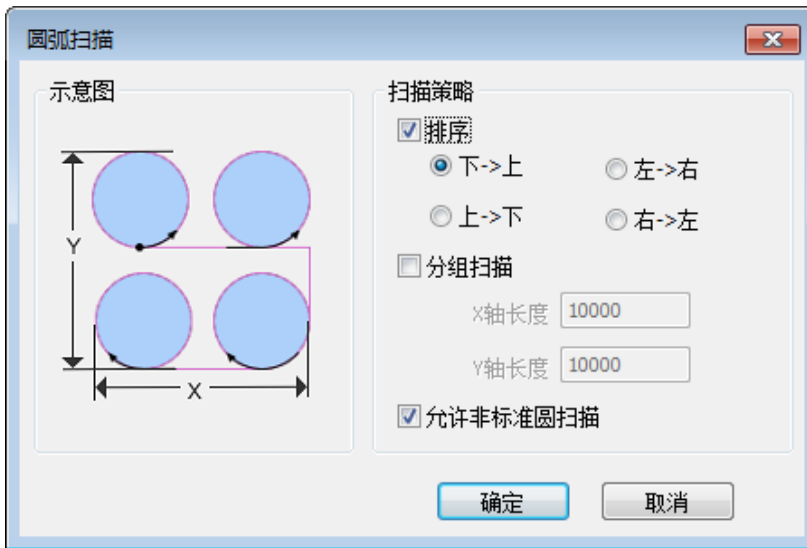 圆弧扫描
示意图
Y
X
扫描策略
排序
下->上 左->右
上->下 右->左
分组扫描
X轴长度 10000
Y轴长度 10000
允许非标准圆扫描
确定 取消